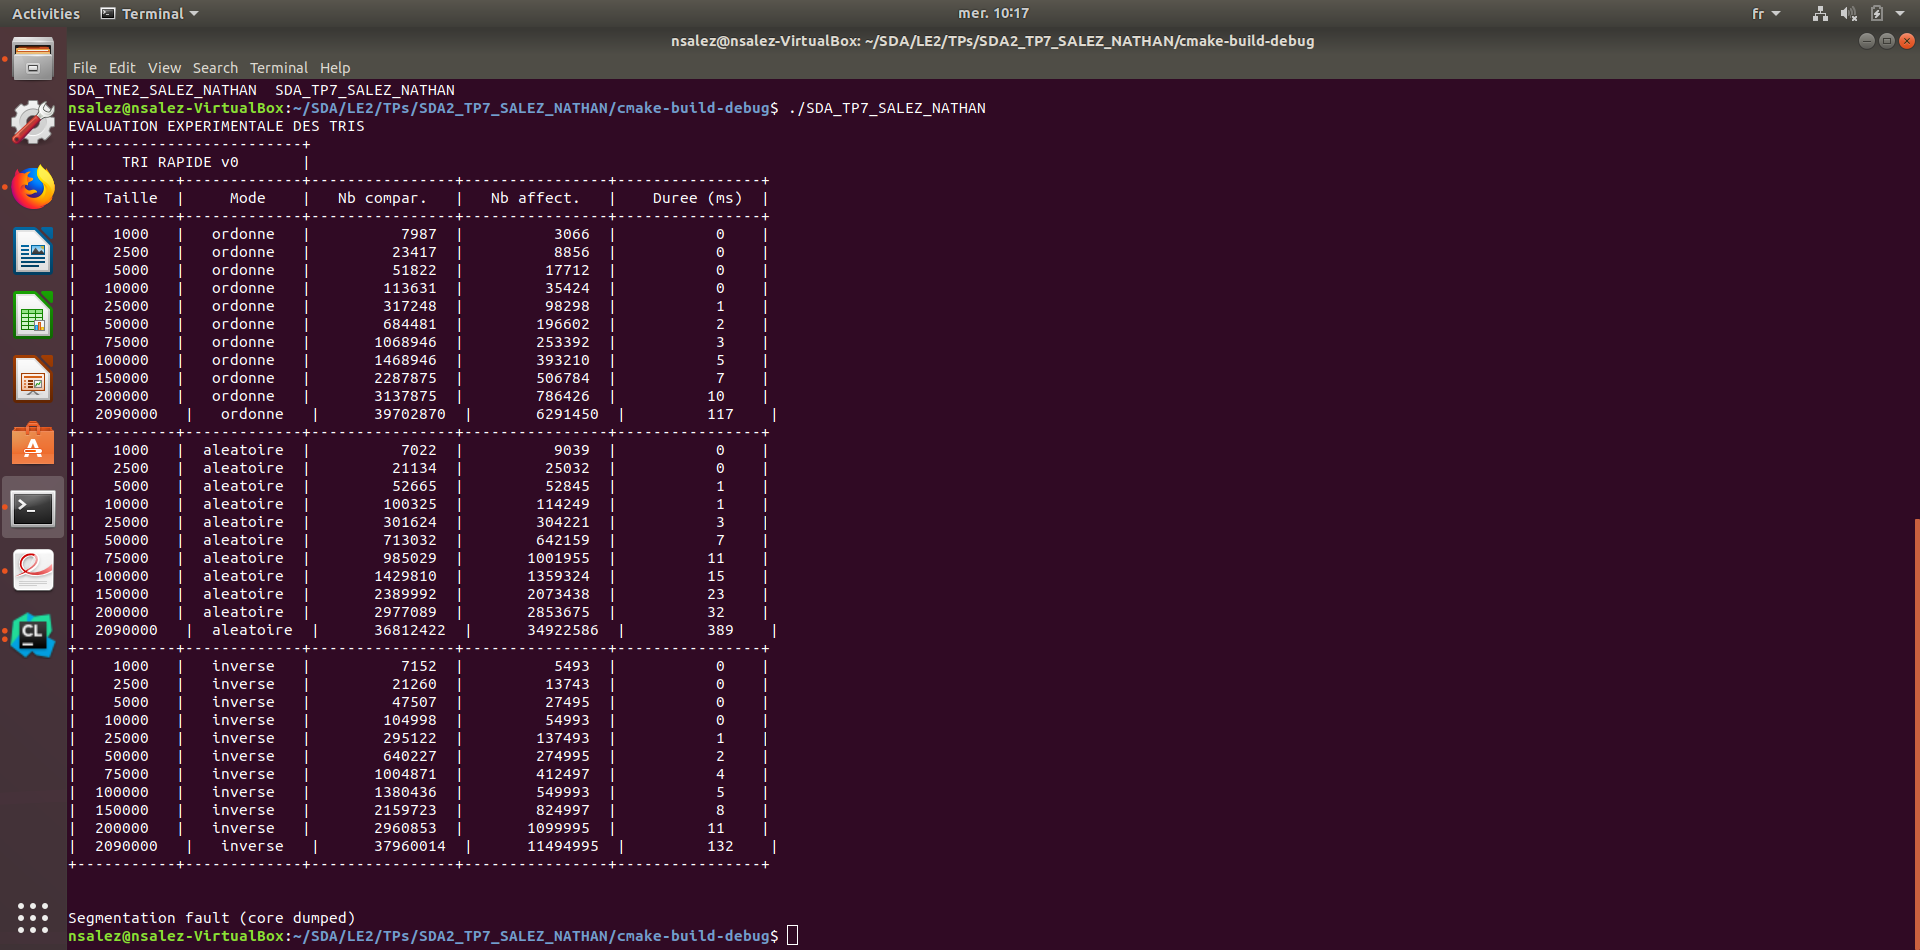 Activities Terminal mer. 10:17 fr
nsalez@nsalez-VirtualBox: ~/SDA/LE2/TPs/SDA2_TP7_SALEZ_NATHAN/cmake-build-debug
File Edit View Search Terminal Help
SDA_TNE2_SALEZ_NATHAN  SDA_TP7_SALEZ_NATHAN
nsalez@nsalez-VirtualBox:~/SDA/LE2/TPs/SDA2_TP7_SALEZ_NATHAN/cmake-build-debug$ ./SDA_TP7_SALEZ_NATHAN
EVALUATION EXPERIMENTALE DES TRIS
+-------------------------+
|     TRI RAPIDE v0       |
+-----------+-------------+----------------+----------------+----------------+
|   Taille  |     Mode    |   Nb compar.   |   Nb affect.   |    Duree (ms)  |
+-----------+-------------+----------------+----------------+----------------+
|    1000   |   ordonne   |          7987  |          3066  |           0    |
|    2500   |   ordonne   |         23417  |          8856  |           0    |
|    5000   |   ordonne   |         51822  |         17712  |           0    |
|   10000   |   ordonne   |        113631  |         35424  |           0    |
|   25000   |   ordonne   |        317248  |         98298  |           1    |
|   50000   |   ordonne   |        684481  |        196602  |           2    |
|   75000   |   ordonne   |       1068946  |        253392  |           3    |
|  100000   |   ordonne   |       1468946  |        393210  |           5    |
|  150000   |   ordonne   |       2287875  |        506784  |           7    |
|  200000   |   ordonne   |       3137875  |        786426  |          10    |
|  2090000   |   ordonne   |      39702870  |       6291450  |         117    |
+-----------+-------------+----------------+----------------+----------------+
|    1000   |  aleatoire  |          7022  |          9039  |           0    |
|    2500   |  aleatoire  |         21134  |         25032  |           0    |
|    5000   |  aleatoire  |         52665  |         52845  |           1    |
|   10000   |  aleatoire  |        100325  |        114249  |           1    |
|   25000   |  aleatoire  |        301624  |        304221  |           3    |
|   50000   |  aleatoire  |        713032  |        642159  |           7    |
|   75000   |  aleatoire  |        985029  |       1001955  |          11    |
|  100000   |  aleatoire  |       1429810  |       1359324  |          15    |
|  150000   |  aleatoire  |       2389992  |       2073438  |          23    |
|  200000   |  aleatoire  |       2977089  |       2853675  |          32    |
|  2090000   |  aleatoire  |      36812422  |      34922586  |         389    |
+-----------+-------------+----------------+----------------+----------------+
|    1000   |   inverse   |          7152  |          5493  |           0    |
|    2500   |   inverse   |         21260  |         13743  |           0    |
|    5000   |   inverse   |         47507  |         27495  |           0    |
|   10000   |   inverse   |        104998  |         54993  |           0    |
|   25000   |   inverse   |        295122  |        137493  |           1    |
|   50000   |   inverse   |        640227  |        274995  |           2    |
|   75000   |   inverse   |       1004871  |        412497  |           4    |
|  100000   |   inverse   |       1380436  |        549993  |           5    |
|  150000   |   inverse   |       2159723  |        824997  |           8    |
|  200000   |   inverse   |       2960853  |       1099995  |          11    |
|  2090000   |   inverse   |      37960014  |      11494995  |         132    |
+-----------+-------------+----------------+----------------+----------------+
Segmentation fault (core dumped)
nsalez@nsalez-VirtualBox:~/SDA/LE2/TPs/SDA2_TP7_SALEZ_NATHAN/cmake-build-debug$
CL